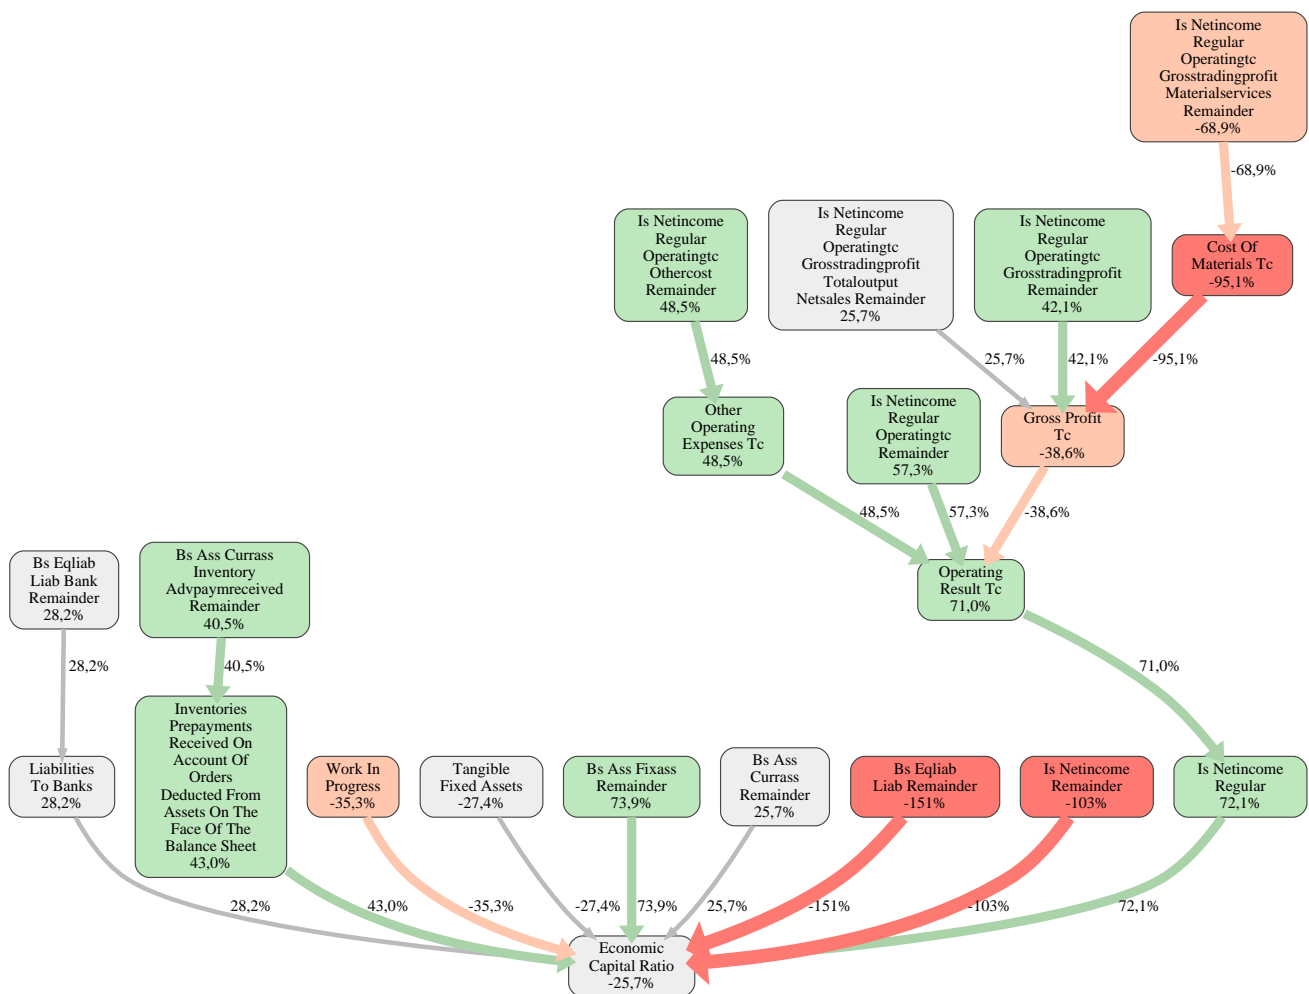 Is Netincome
Regular
Operatingtc
Grosstradingprofit
Materialservices
Remainder
-68,9%
-68,9%
Is Netincome
Regular
Operatingtc
Othercost
Remainder
48,5%
Is Netincome
Regular
Operatingtc
Grosstradingprofit
Totaloutput
Netsales Remainder
25,7%
Is Netincome
Regular
Operatingtc
Grosstradingprofit
Remainder
42,1%
Cost Of
Materials Tc
-95,1%
48,5%
25,7%
42,1%
-95,1%
Other
Operating
Expenses Tc
48,5%
Is Netincome
Regular
Operatingtc
Remainder
57,3%
Gross Profit
Tc
-38,6%
48,5%
57,3%
-38,6%
Bs Eqliab
Liab Bank
Remainder
28,2%
Bs Ass Currass
Inventory
Advpaymreceived
Remainder
40,5%
Operating
Result Tc
71,0%
28,2%
40,5%
71,0%
Liabilities
To Banks
28,2%
Inventories
Prepayments
Received On
Account Of
Orders
Deducted From
Assets On The
Face Of The
Balance Sheet
43,0%
Work In
Progress
-35,3%
Tangible
Fixed Assets
-27,4%
Bs Ass Fixass
Remainder
73,9%
Bs Ass
Currass
Remainder
25,7%
Bs Eqliab
Liab Remainder
-151%
Is Netincome
Remainder
-103%
Is Netincome
Regular
72,1%
28,2%
43,0%
-35,3%
-27,4%
73,9%
25,7%
-151%
-103%
72,1%
Economic
Capital Ratio
-25,7%